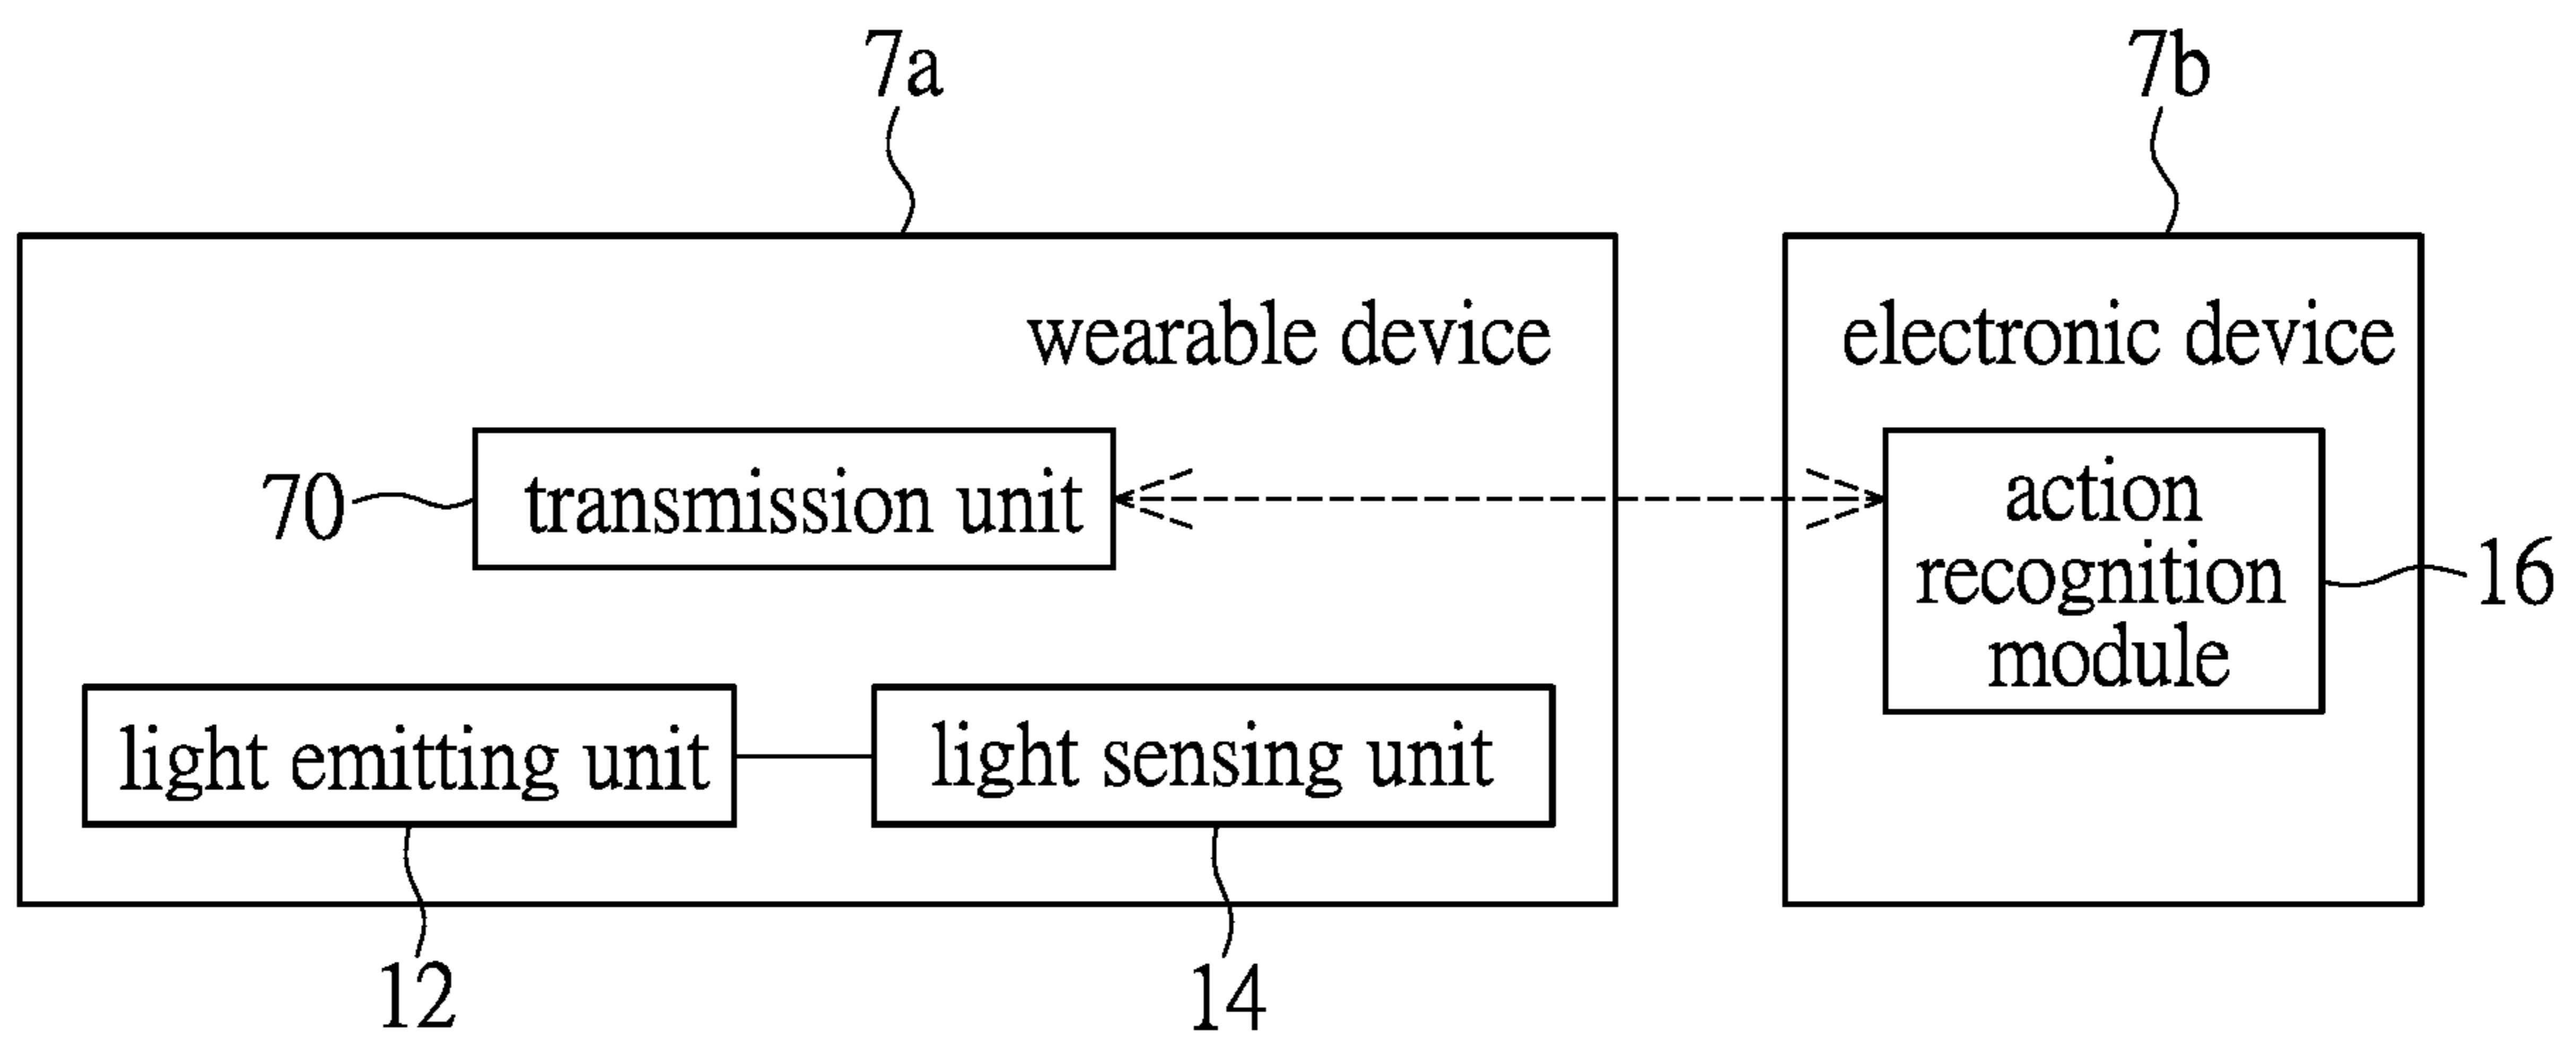 7a
7b
wearable device
electronic device
70
transmission unit
action
recognition
module
16
light emitting unit
light sensing unit
12
14